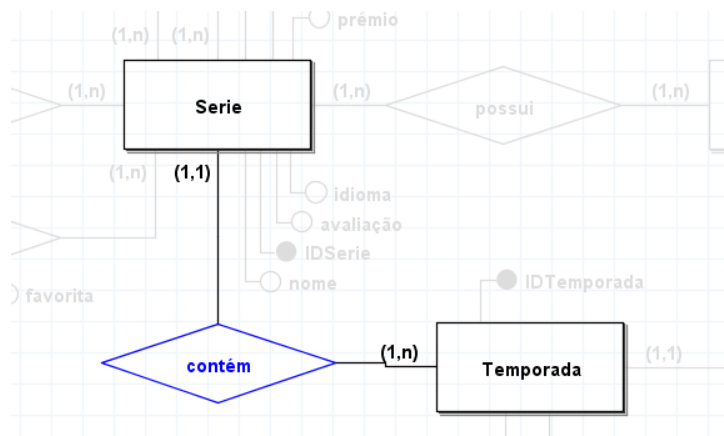 prêmio
(1,n)
(1,n)
(1,n)
Serie
(1,n)
possui
(1,n)
(1,n)
(1,1)
idioma
avaliação
IDSerie
nome
favorita
IDTemporada
contém
(1,n)
Temporada
(1,1)